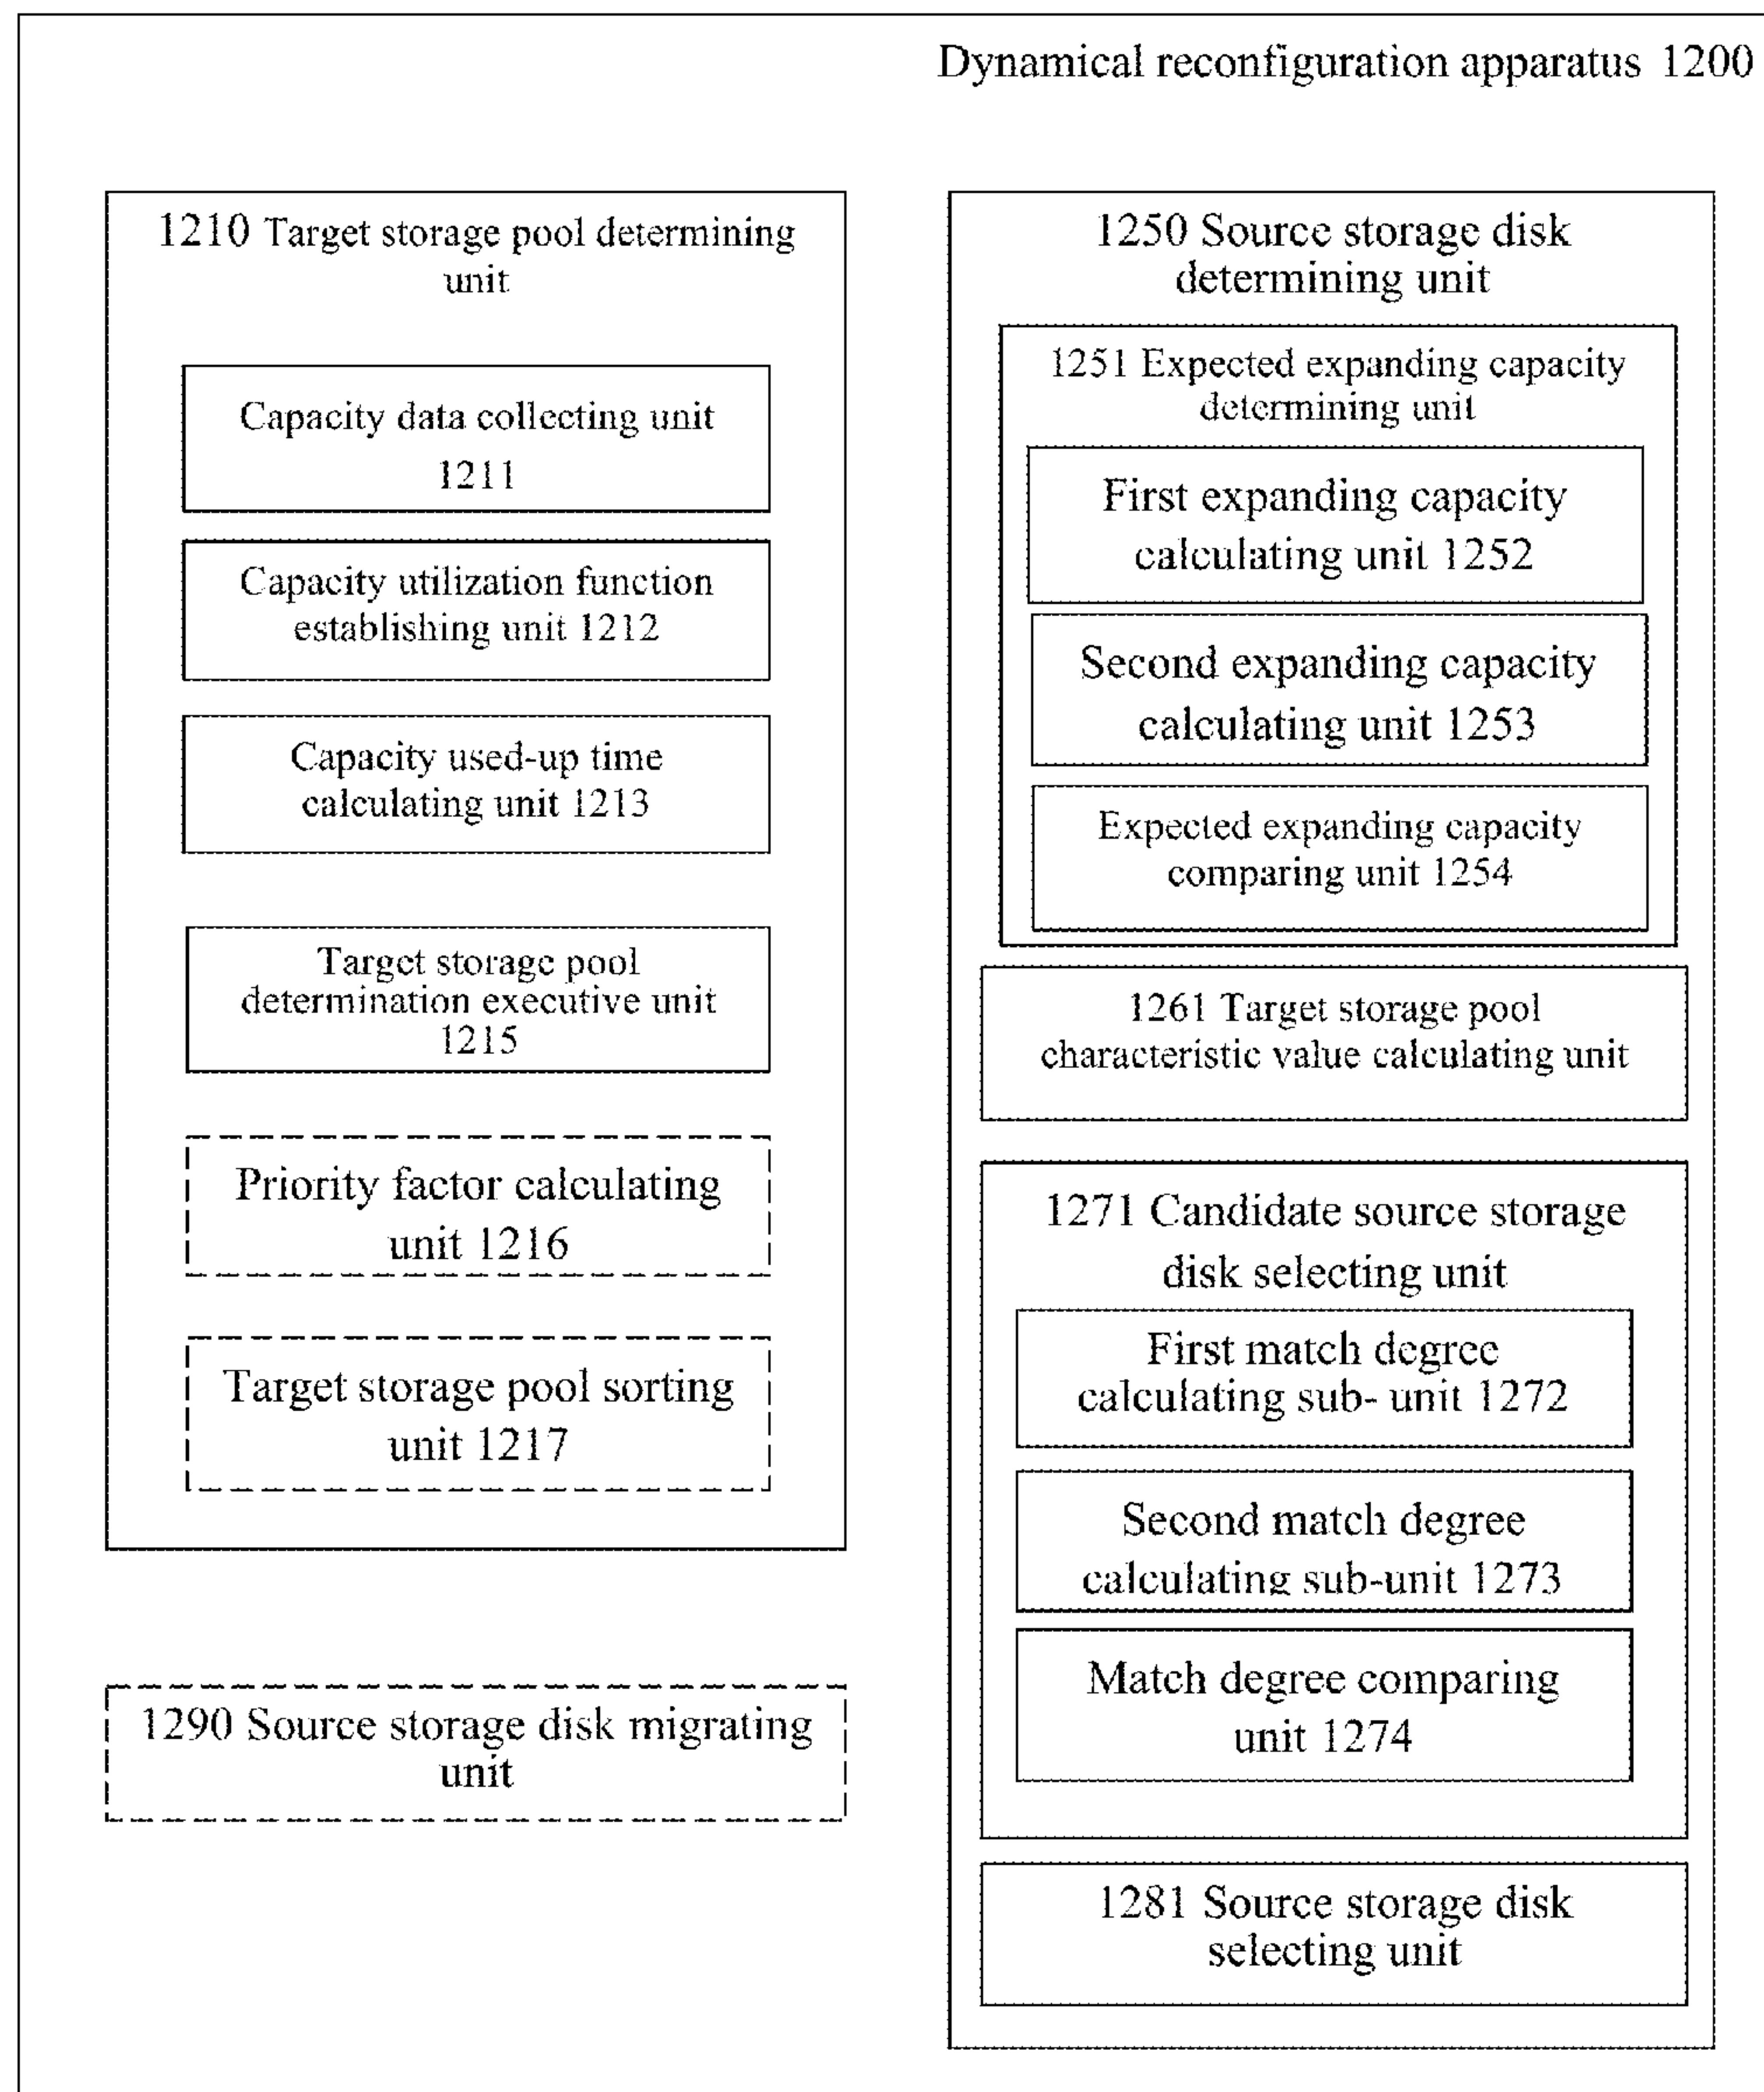 Dynamical reconfiguration apparatus 1200
1210 Target storage pool determining
unit
Capacity data collecting unit
1211
Capacity utilization function
establishing unit 1212
Capacity used-up time
calculating unit 1213
Target storage pool
determination executive unit
1215
Priority factor calculating
unit 1216
Target storage pool sorting
unit 1217
1290 Source storage disk migrating
unit
1250 Source storage disk
determining unit
1251 Expected expanding capacity
determining unit
First expanding capacity
calculating unit 1252
Second expanding capacity
calculating unit 1253
Expected expanding capacity
comparing unit 1254
1261 Target storage pool
characteristic value calculating unit
1271 Candidate source storage
disk selecting unit
First match degree
calculating sub- unit 1272
Second match degree
calculating sub-unit 1273
Match degree comparing
unit 1274
1281 Source storage disk
selecting unit